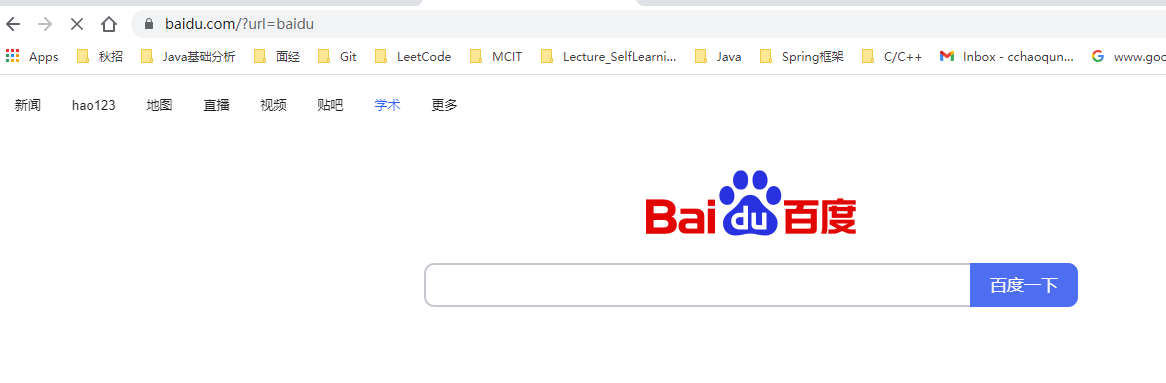 baidu.com/?url=baidu
Apps 秋招 Java基础分析 面经 Git LeetCode MCIT Lecture_SelfLearni... Java Spring框架 C/C++ Inbox - cchaoqun... www.goo
新闻 hao123 地图 直播 视频 贴吧 学术 更多
Bai du 百度
百度一下